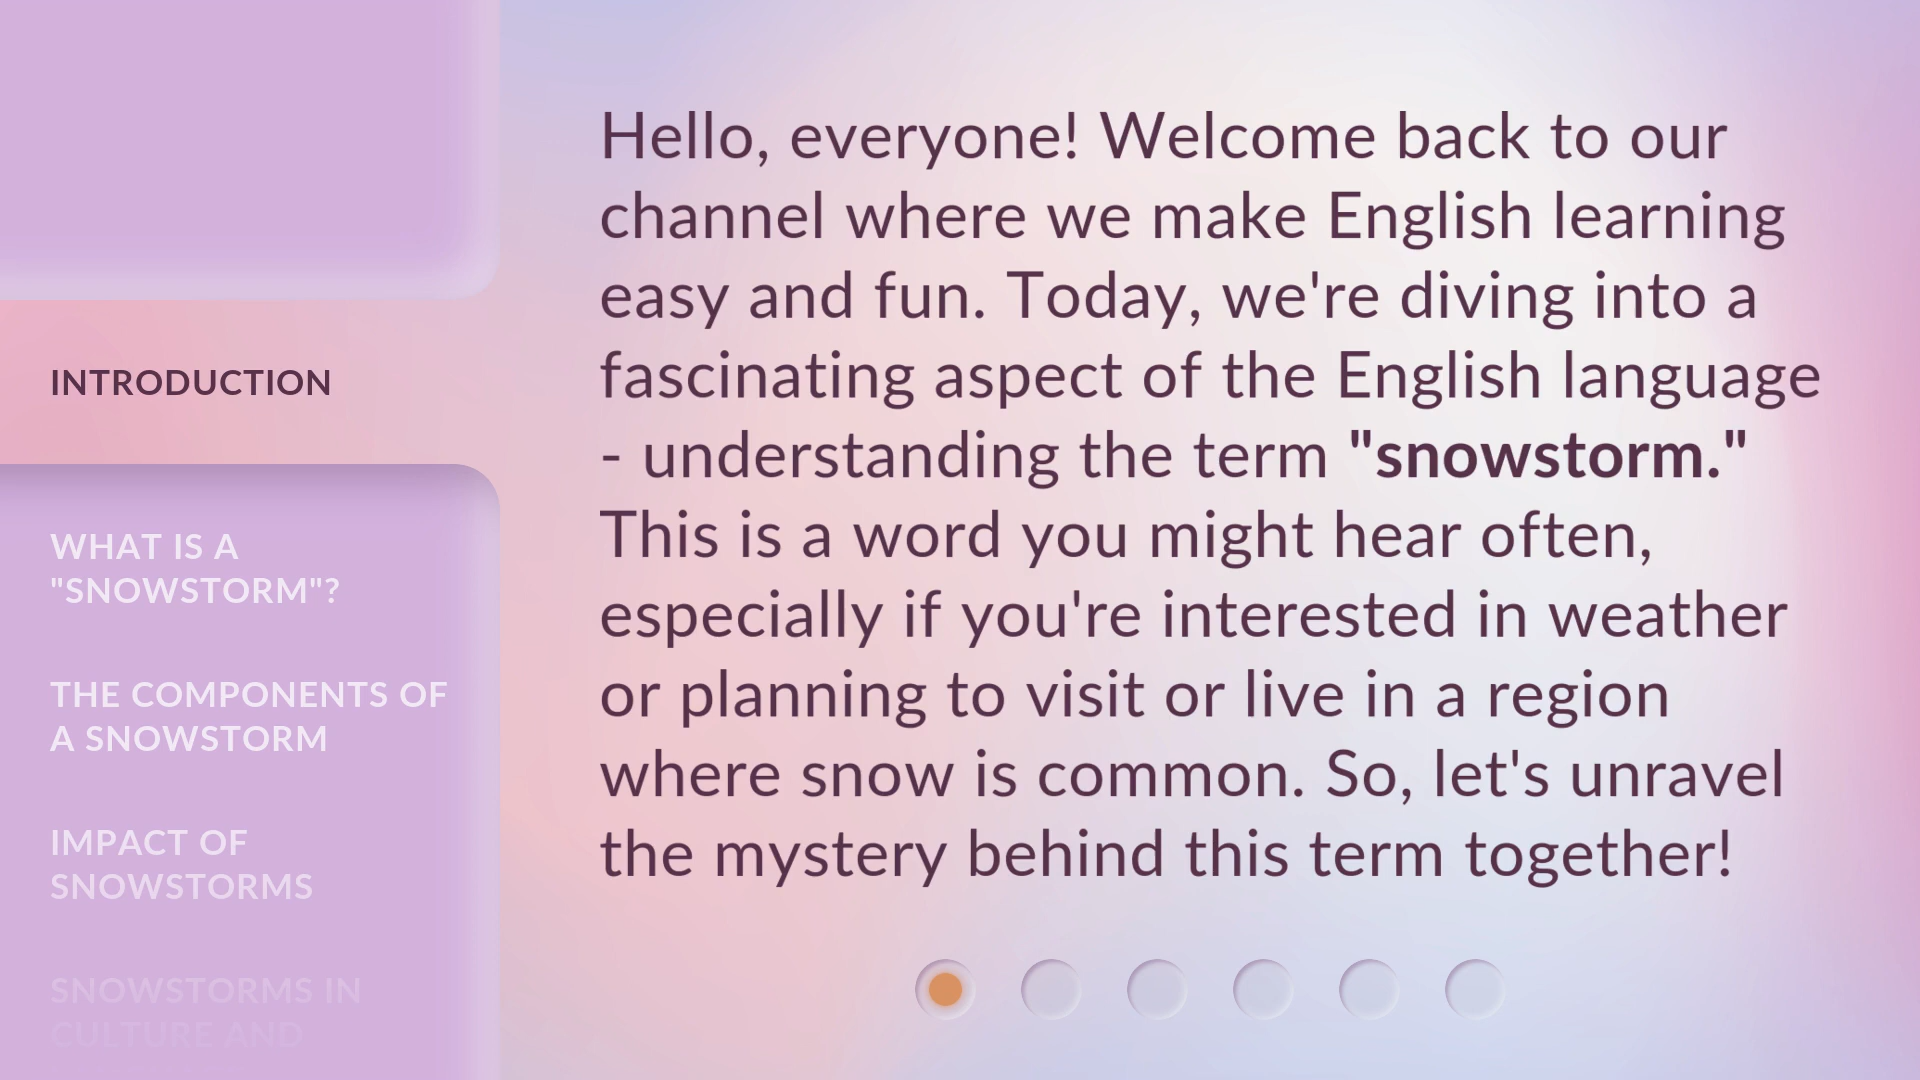 INTRODUCTION
WHAT IS A
"SNOWSTORM"?
THE COMPONENTS OF
A SNOWSTORM
IMPACT OF
SNOWSTORMS
SNOWSTORMS IN
CULTURE AND
Hello, everyone! Welcome back to our
channel where we make English learning
easy and fun. Today, we're diving into a
fascinating aspect of the English language
- understanding the term "snowstorm."
This is a word you might hear often,
especially if you're interested in weather
or planning to visit or live in a region
where snow is common. So, let's unravel
the mystery behind this term together!